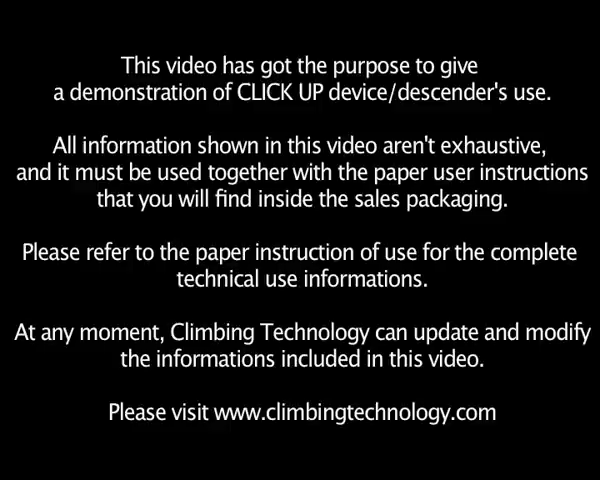 This video has got the purpose to give
a demonstration of CLICK UP device/descender's use.
All information shown in this video aren't exhaustive,
and it must be used together with the paper user instructions
that you will find inside the sales packaging.
Please refer to the paper instruction of use for the complete
technical use informations.
At any moment, Climbing Technology can update and modify
the informations included in this video.
Please visit www.climbingtechnology.com